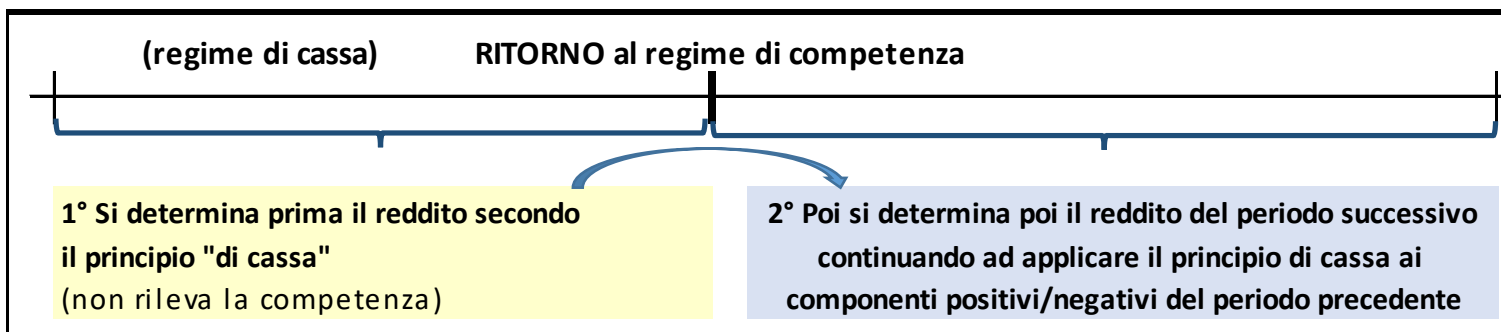 (regime di cassa) RITORNO al regime di competenza
1° Si determina prima il reddito secondo
il principio "di cassa"
(non rileva la competenza)
2° Poi si determina poi il reddito del periodo successivo
continuando ad applicare il principio di cassa ai
componenti positivi/negativi del periodo precedente